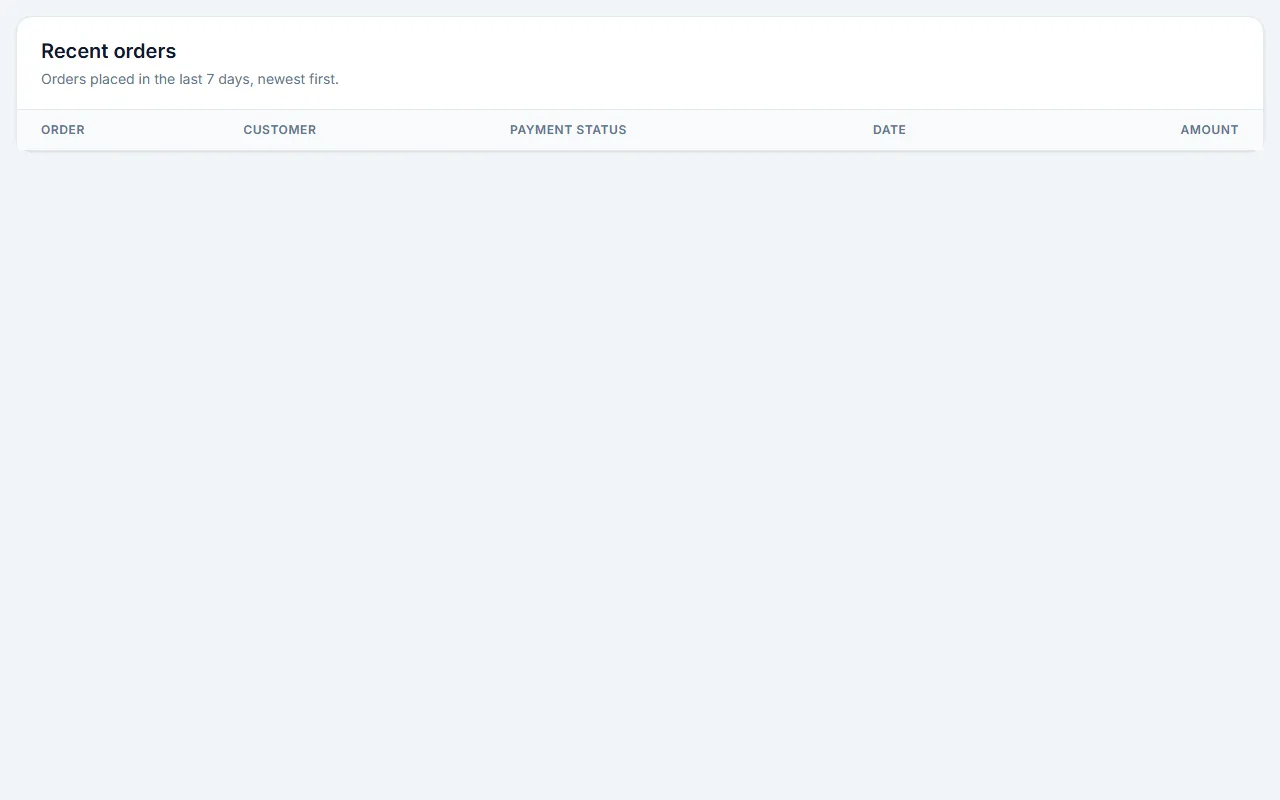 Recent orders
Orders placed in the last 7 days, newest first.
ORDER CUSTOMER PAYMENT STATUS DATE AMOUNT